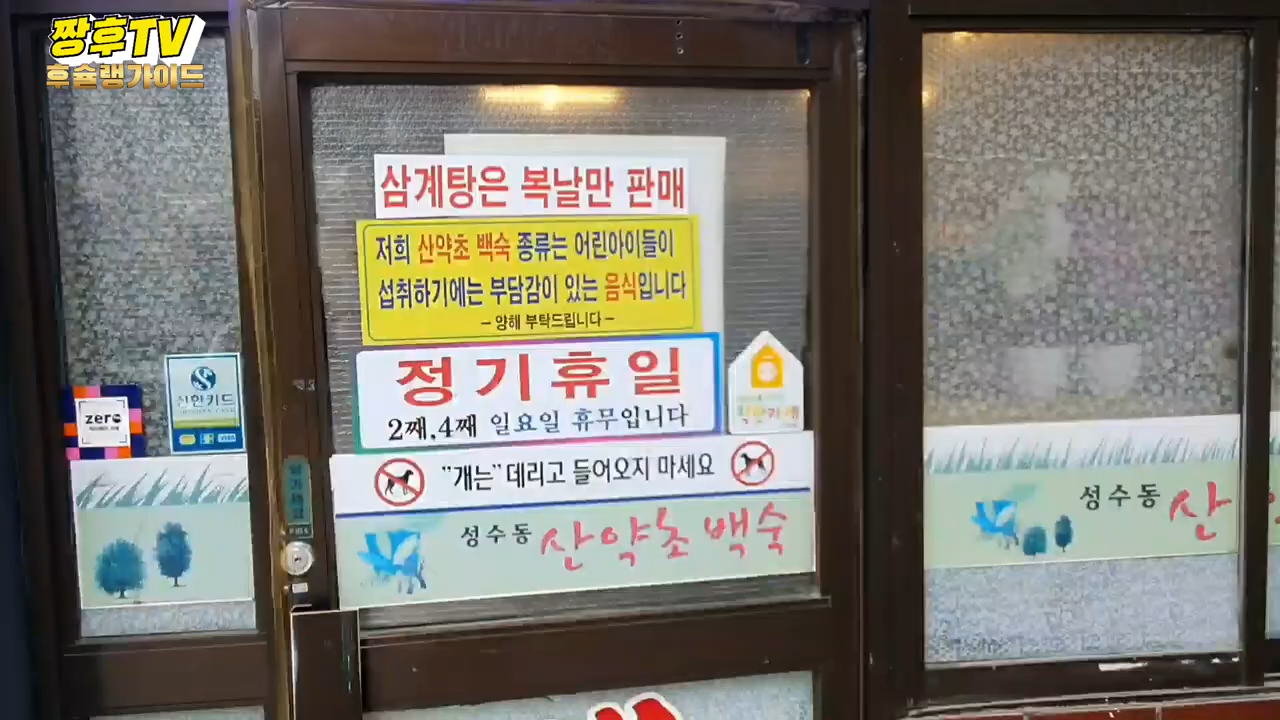 짱후TV
후슐랭가이드
삼계탕은 복날만 판매
저희 산약초 백숙 종류는 어린아이들이
섭취하기에는 부담감이 있는 음식입니다
- 양해 부탁드립니다 -
정기휴일
2째,4째 일요일 휴무입니다
"개는" 데리고 들어오지 마세요
성수동 산약초 백숙
zero
신한카드
성수동 산